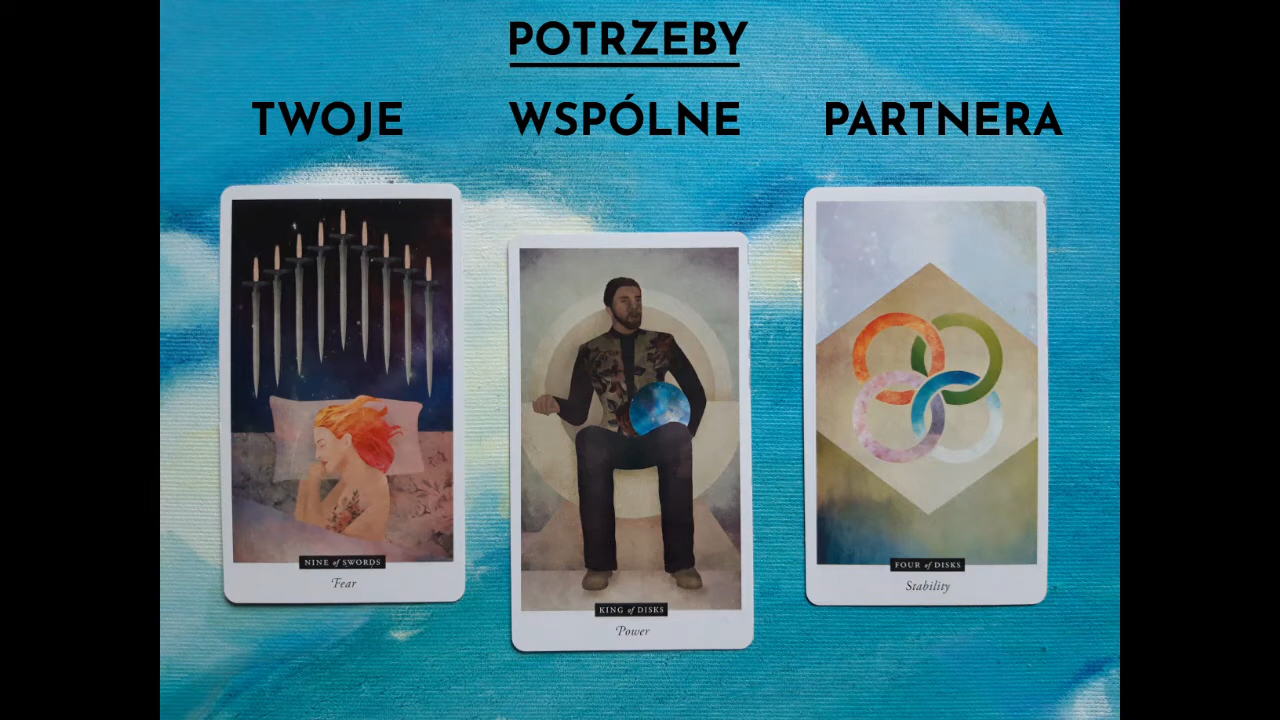 POTRZEBY
TWOJE
WSPÓLNE
PARTNERA
NINE of SWORDS
Fear
KING of DISKS
Power
FOUR of DISKS
Stability